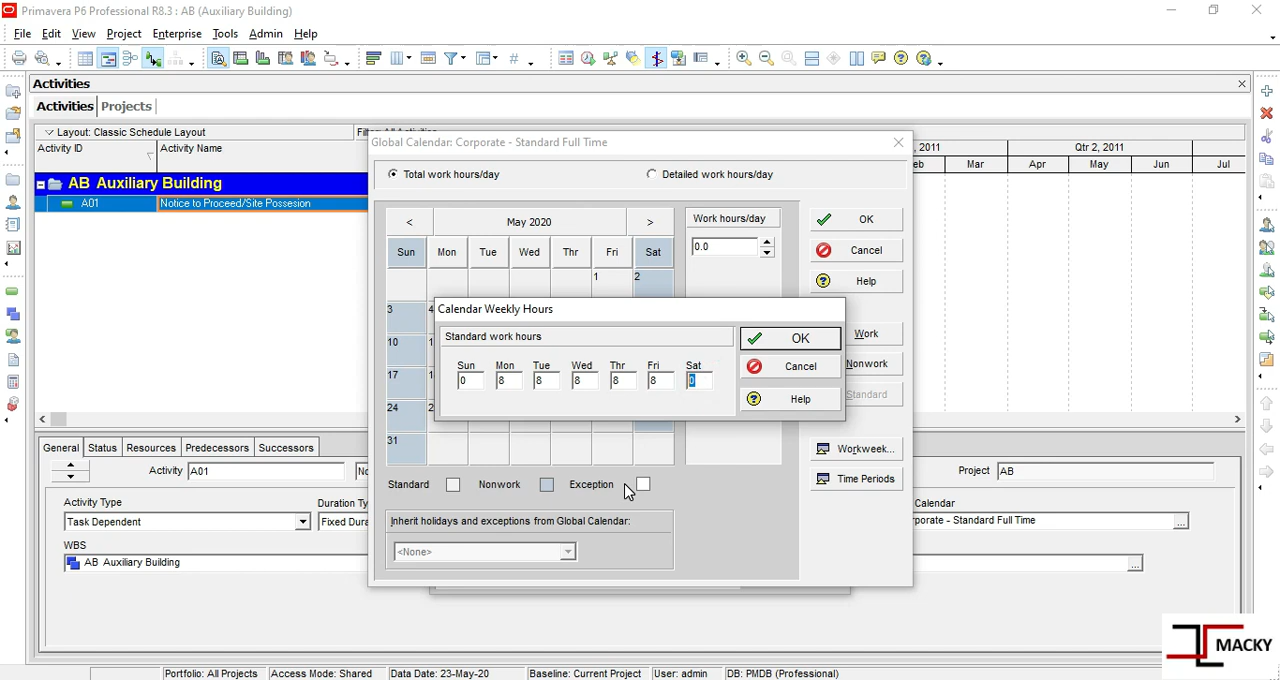 Primavera P6 Professional R8.3 : AB (Auxiliary Building)
File Edit View Project Enterprise Tools Admin Help
Activities
Activities Projects
Layout: Classic Schedule Layout
Activity ID Activity Name
, 2011 Qtr 2, 2011
Mar Apr May Jun Jul
AB Auxiliary Building
A01 Notice to Proceed/Site Possesion
Global Calendar: Corporate - Standard Full Time
Total work hours/day Detailed work hours/day
< May 2020 >
Sun Mon Tue Wed Thr Fri Sat
1 2
3
10
17
24
31
Work hours/day
0.0
OK
Cancel
Help
Work
Nonwork
Standard
Workweek...
Time Periods
Calendar Weekly Hours
Standard work hours
Sun Mon Tue Wed Thr Fri Sat
0 8 8 8 8 8 0
OK
Cancel
Help
Standard Nonwork Exception
Inherit holidays and exceptions from Global Calendar:
<None>
General Status Resources Predecessors Successors
Activity A01 Project AB
Activity Type Duration Ty Calendar
Task Dependent Fixed Dura porate - Standard Full Time ...
WBS
AB Auxiliary Building ...
Portfolio: All Projects Access Mode: Shared Data Date: 23-May-20 Baseline: Current Project User: admin DB: PMDB (Professional)
MACKY